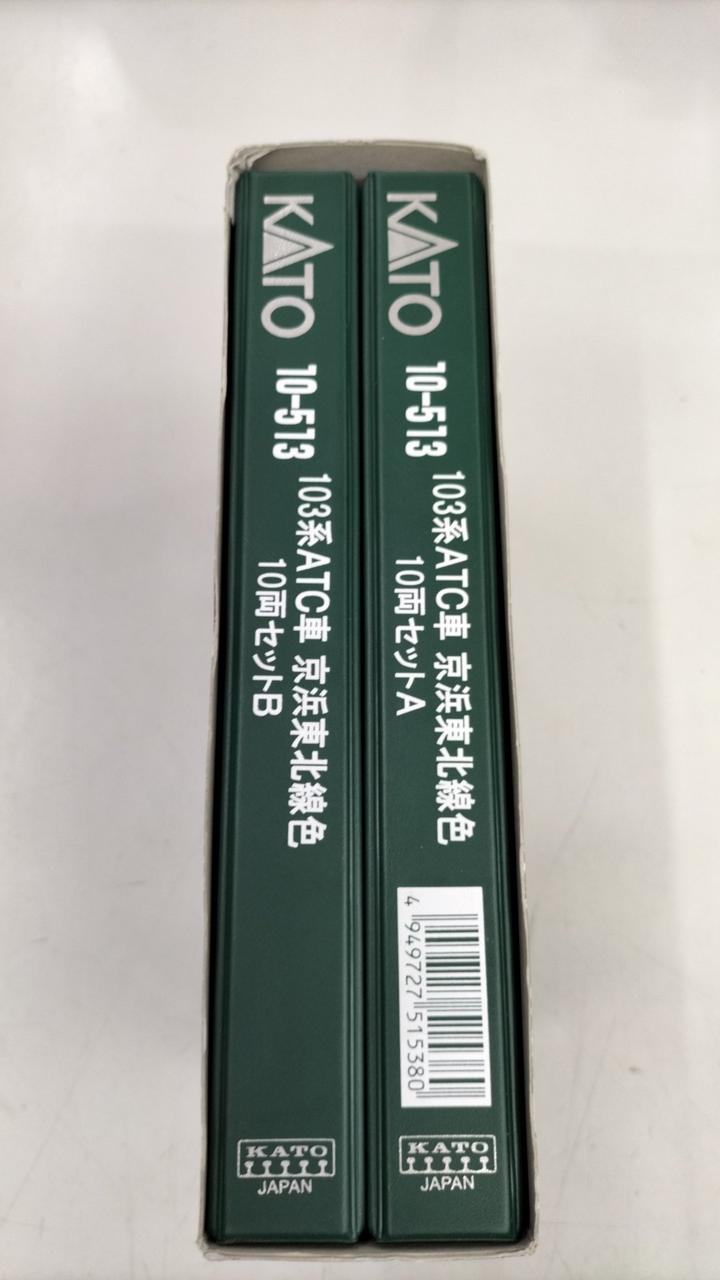 KATO
10-513
103系ATC車 京浜東北線色
10両セットB
KATO
JAPAN
KATO
10-513
103系ATC車 京浜東北線色
10両セットA
4 949727 515380
KATO
JAPAN